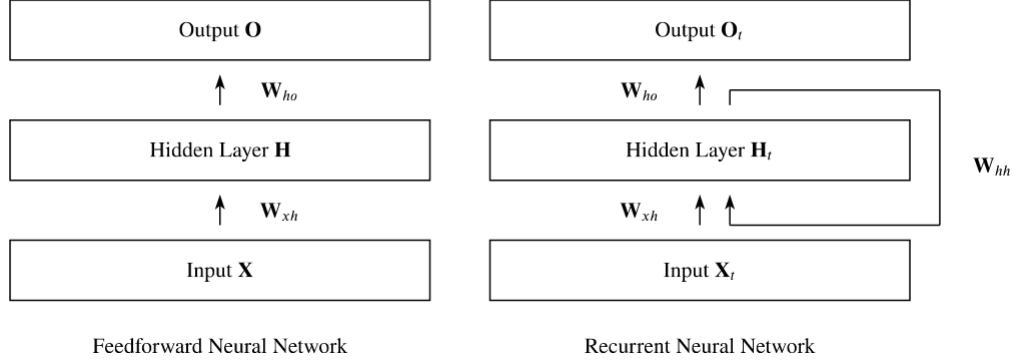 Output O
W_ho
Hidden Layer H
W_xh
Input X
Feedforward Neural Network
Output O_t
W_ho
Hidden Layer H_t
W_hh
W_xh
Input X_t
Recurrent Neural Network